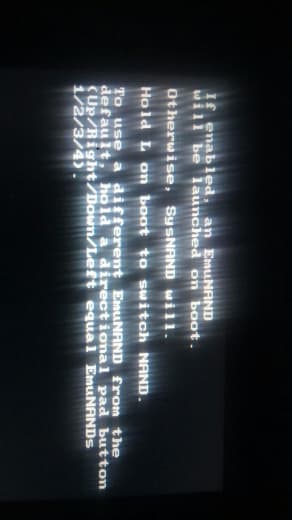 If enabled, an EmuNAND
will be launched on boot.
Otherwise, SysNAND will.
Hold L on boot to switch NAND.
To use a different EmuNAND from the
default, hold a directional pad button
(Up/Right/Down/Left equal EmuNANDs
1/2/3/4).